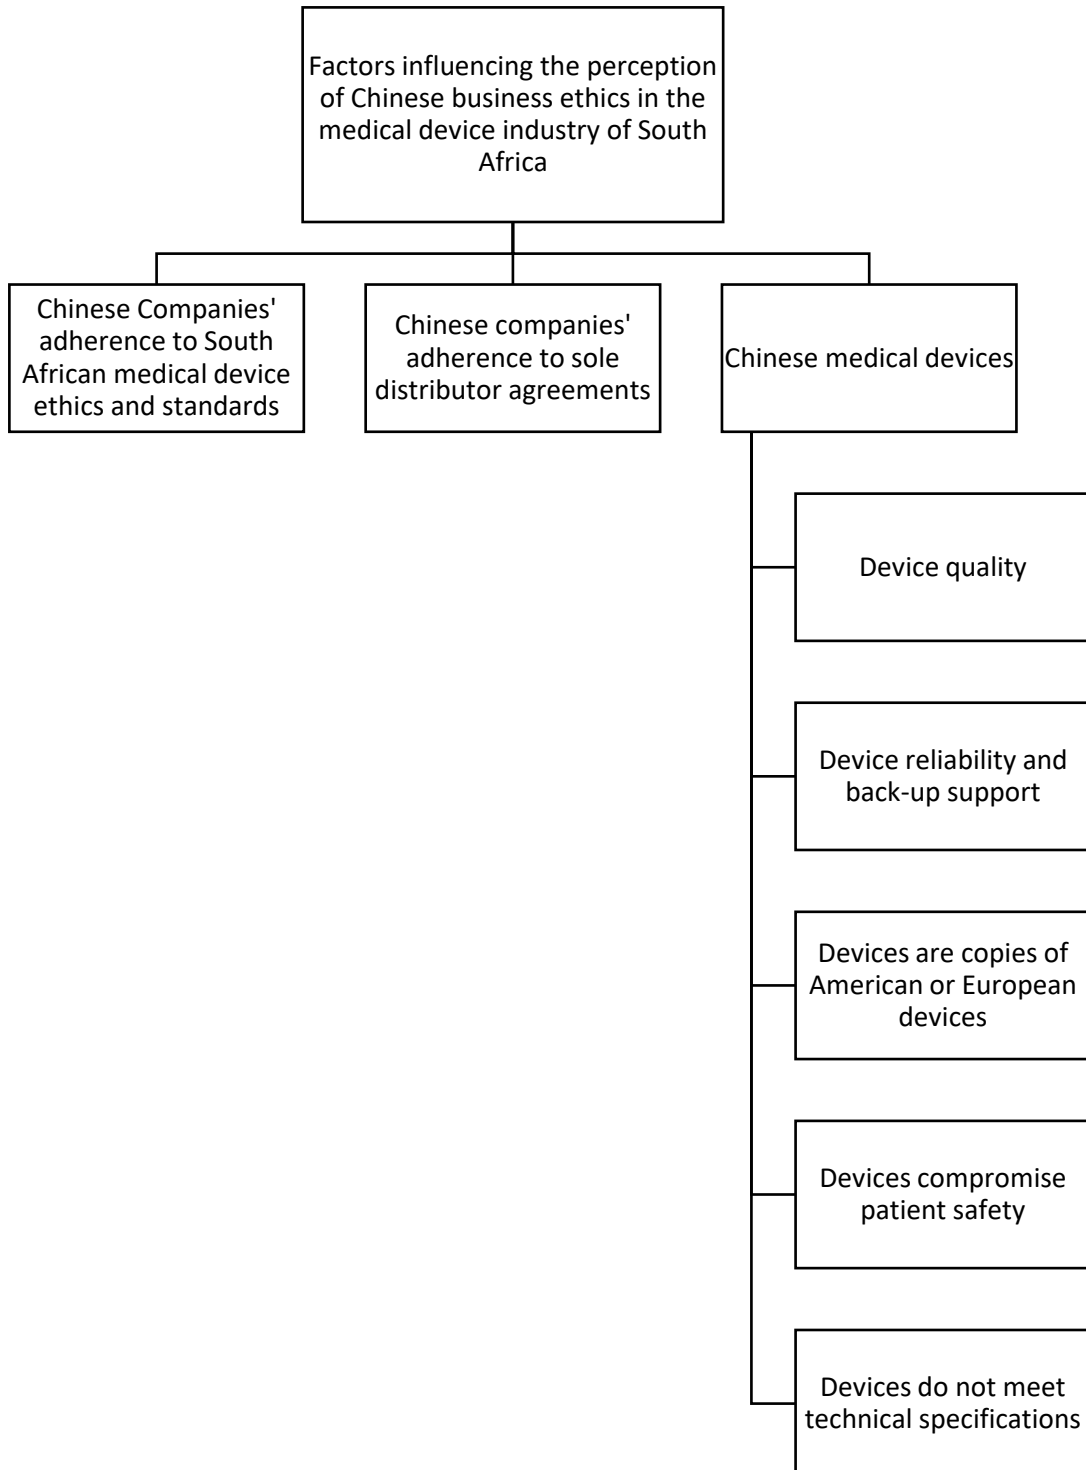 Factors influencing the perception
of Chinese business ethics in the
medical device industry of South
Africa
Chinese Companies'
adherence to South
African medical device
ethics and standards
Chinese companies'
adherence to sole
distributor agreements
Chinese medical devices
Device quality
Device reliability and
back-up support
Devices are copies of
American or European
devices
Devices compromise
patient safety
Devices do not meet
technical specifications